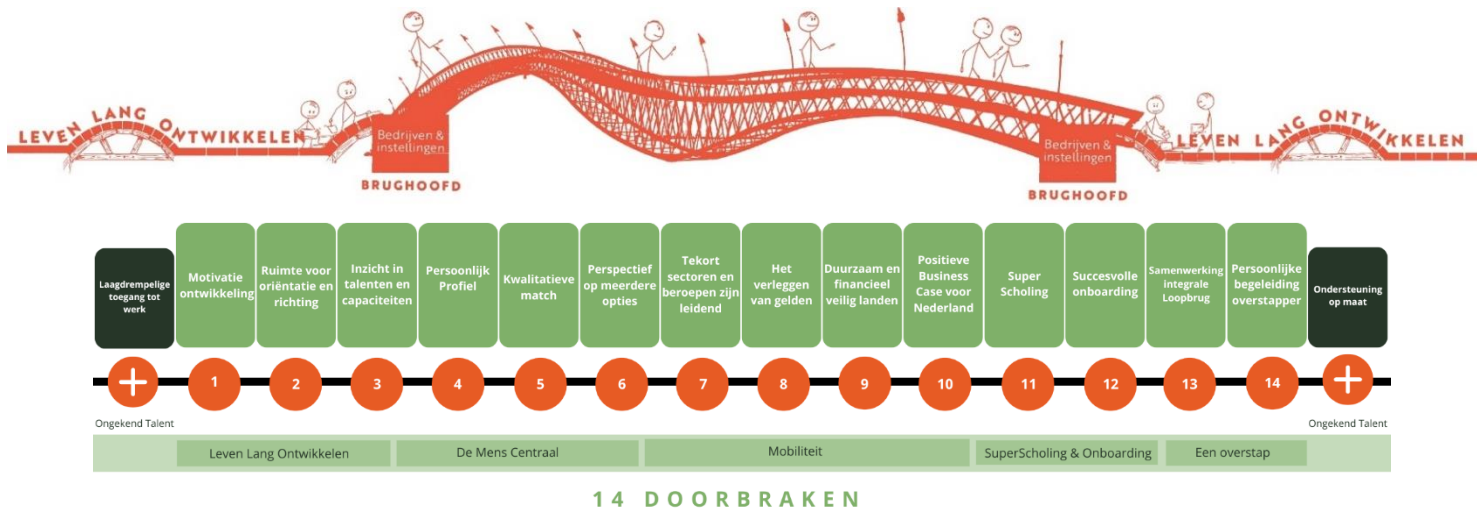 LEVEN LANG ONTWIKKELEN
Bedrijven &
instellingen
BRUGHOOFD
Bedrijven &
instellingen
BRUGHOOFD
LEVEN LANG ONTWIKKELEN
Laagdrempelige
toegang tot
werk
Motivatie
ontwikkeling
Ruimte voor
oriëntatie en
richting
Inzicht in
talenten en
capaciteiten
Persoonlijk
Profiel
Kwalitatieve
match
Perspectief
op meerdere
opties
Tekort
sectoren en
beroepen zijn
leidend
Het
verleggen
van gelden
Duurzaam en
financieel
veilig landen
Positieve
Business
Case voor
Nederland
Super
Scholing
Succesvolle
onboarding
Samenwerking
integrale
Loopbrug
Persoonlijke
begeleiding
overstapper
Ondersteuning
op maat
+ 1 2 3 4 5 6 7 8 9 10 11 12 13 14 +
Ongekend Talent
Ongekend Talent
Leven Lang Ontwikkelen
De Mens Centraal
Mobiliteit
SuperScholing & Onboarding
Een overstap
14 DOORBRAKEN